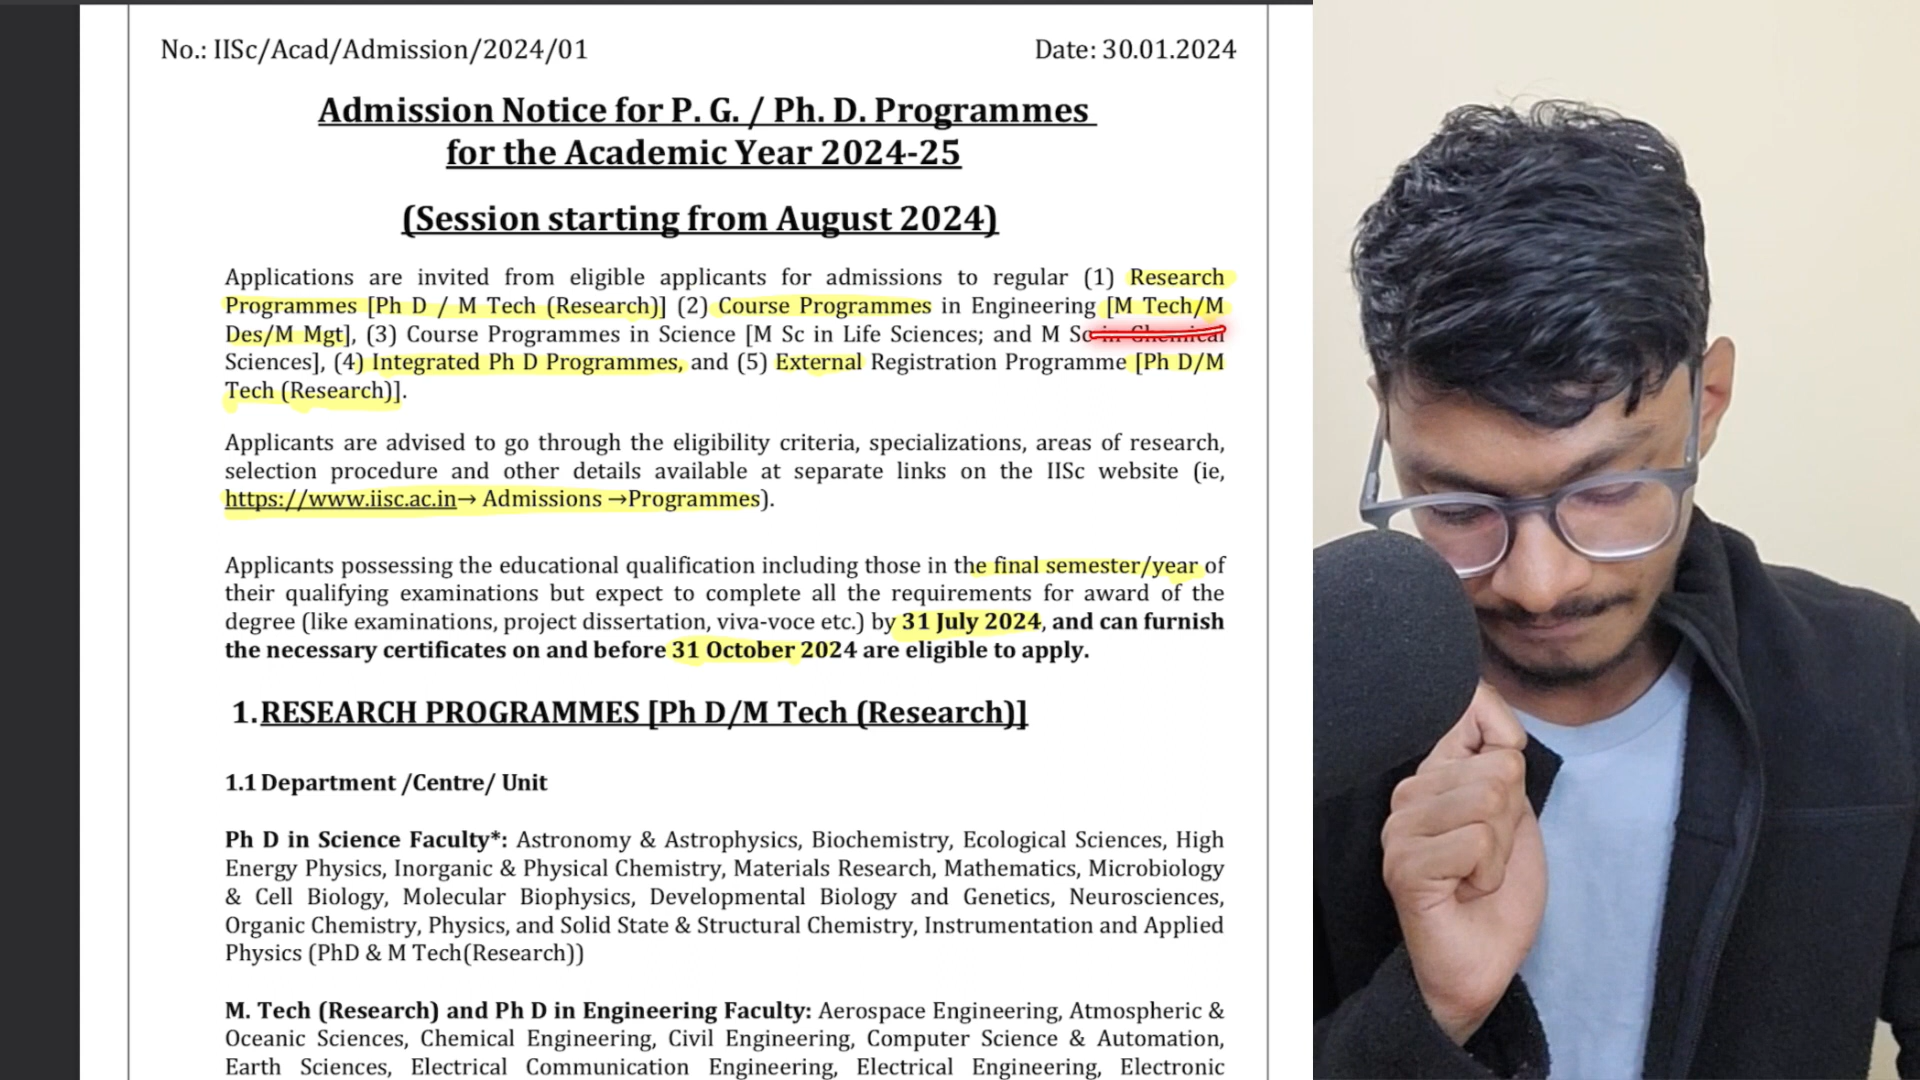 No.: IISc/Acad/Admission/2024/01 Date: 30.01.2024
Admission Notice for P. G. / Ph. D. Programmes
for the Academic Year 2024-25
(Session starting from August 2024)
Applications are invited from eligible applicants for admissions to regular (1) Research
Programmes [Ph D / M Tech (Research)] (2) Course Programmes in Engineering [M Tech/M
Des/M Mgt], (3) Course Programmes in Science [M Sc in Life Sciences; and M Sc in Chemical
Sciences], (4) Integrated Ph D Programmes, and (5) External Registration Programme [Ph D/M
Tech (Research)].
Applicants are advised to go through the eligibility criteria, specializations, areas of research,
selection procedure and other details available at separate links on the IISc website (ie,
https://www.iisc.ac.in→ Admissions →Programmes).
Applicants possessing the educational qualification including those in the final semester/year of
their qualifying examinations but expect to complete all the requirements for award of the
degree (like examinations, project dissertation, viva-voce etc.) by 31 July 2024, and can furnish
the necessary certificates on and before 31 October 2024 are eligible to apply.
1. RESEARCH PROGRAMMES [Ph D/M Tech (Research)]
1.1 Department /Centre/ Unit
Ph D in Science Faculty*: Astronomy & Astrophysics, Biochemistry, Ecological Sciences, High
Energy Physics, Inorganic & Physical Chemistry, Materials Research, Mathematics, Microbiology
& Cell Biology, Molecular Biophysics, Developmental Biology and Genetics, Neurosciences,
Organic Chemistry, Physics, and Solid State & Structural Chemistry, Instrumentation and Applied
Physics (PhD & M Tech(Research))
M. Tech (Research) and Ph D in Engineering Faculty: Aerospace Engineering, Atmospheric &
Oceanic Sciences, Chemical Engineering, Civil Engineering, Computer Science & Automation,
Earth Sciences, Electrical Communication Engineering, Electrical Engineering, Electronic